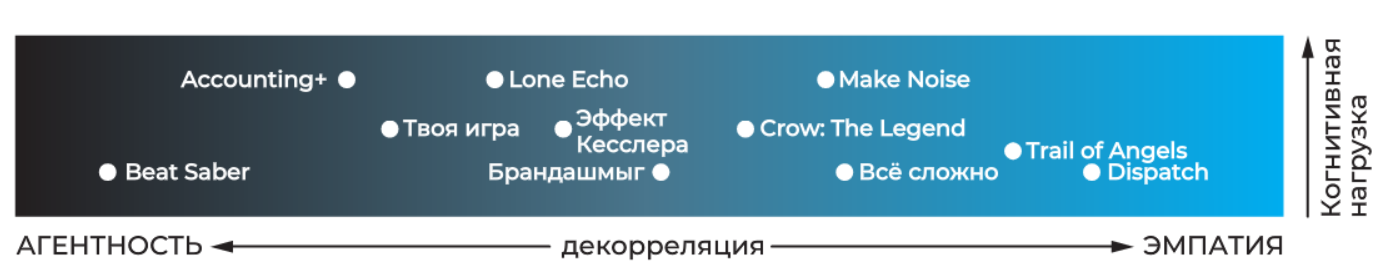 Accounting+
Lone Echo
Make Noise
Твоя игра
Эффект
Кесслера
Crow: The Legend
Trail of Angels
Beat Saber
Брандашмыг
Всё сложно
Dispatch
Когнитивная
нагрузка
АГЕНТНОСТЬ
декорреляция
ЭМПАТИЯ